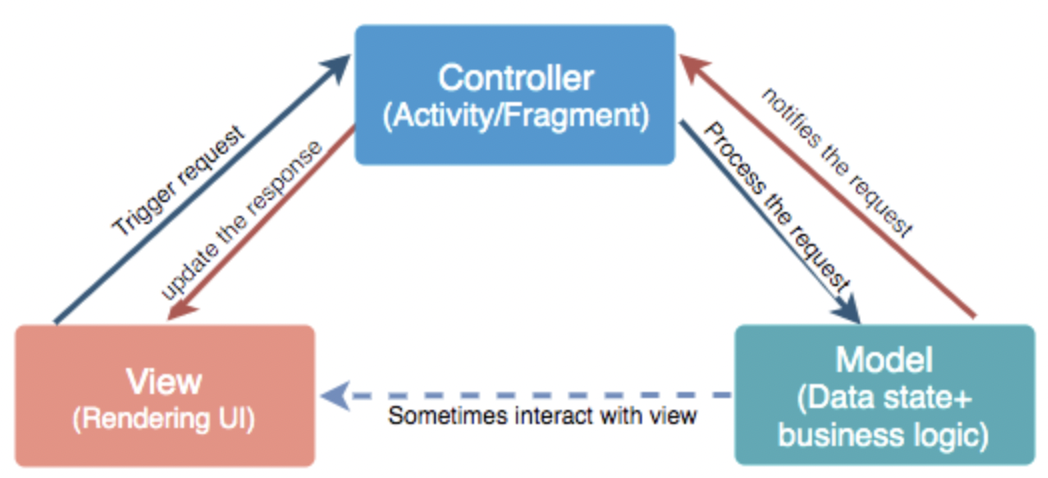 Controller
(Activity/Fragment)
Trigger request
update the response
Process the request
notifies the request
View
(Rendering UI)
Sometimes interact with view
Model
(Data state+
business logic)